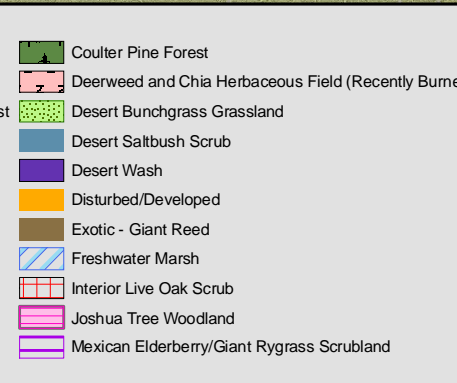 Coulter Pine Forest
Deerweed and Chia Herbaceous Field (Recently Burne
st Desert Bunchgrass Grassland
Desert Saltbush Scrub
Desert Wash
Disturbed/Developed
Exotic - Giant Reed
Freshwater Marsh
Interior Live Oak Scrub
Joshua Tree Woodland
Mexican Elderberry/Giant Rygrass Scrubland